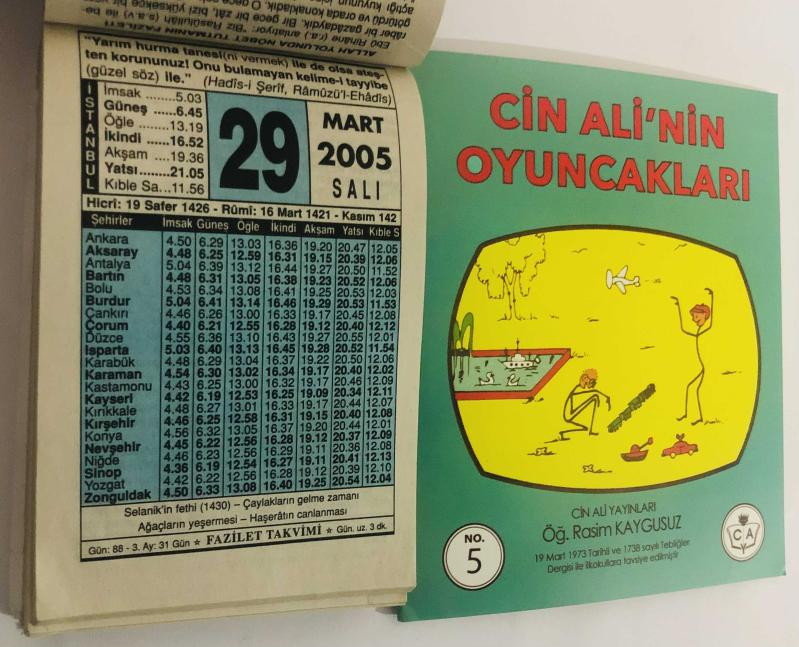 ALLAH YOLUNDA NÖBET TUTMANIN FAZİLETİ
"Yarım hurma tanesi(ni vermek) ile de olsa ateş-
ten korununuz! Onu bulamayan kelime-i tayyibe
(güzel söz) ile." (Hadîs-i Şerîf, Râmûzü'l-Ehâdîs)
İSTANBUL
İmsak ........5.03
Güneş ......6.45
Öğle ........13.19
İkindi ......16.52
Akşam ...19.36
Yatsı.......21.05
Kıble Sa...11.56
29
MART
2005
SALI
Hicrî: 19 Safer 1426 - Rûmî: 16 Mart 1421 - Kasım 142
Şehirler İmsak Güneş Öğle İkindi Akşam Yatsı Kıble S
Ankara 4.50 6.29 13.03 16.36 19.20 20.47 12.05
Aksaray 4.48 6.25 12.59 16.31 19.15 20.39 12.06
Antalya 5.04 6.39 13.12 16.44 19.27 20.50 11.52
Bartın 4.48 6.31 13.05 16.38 19.23 20.52 12.06
Bolu 4.53 6.34 13.08 16.41 19.25 20.53 12.03
Burdur 5.04 6.41 13.14 16.46 19.29 20.53 11.53
Çankırı 4.46 6.26 13.00 16.33 19.17 20.45 12.08
Çorum 4.40 6.21 12.55 16.28 19.12 20.40 12.12
Düzce 4.55 6.36 13.10 16.43 19.27 20.55 12.01
Isparta 5.03 6.40 13.13 16.45 19.28 20.52 11.54
Karabük 4.48 6.29 13.04 16.37 19.22 20.50 12.06
Karaman 4.54 6.30 13.02 16.34 19.17 20.40 12.02
Kastamonu 4.43 6.25 13.00 16.32 19.17 20.46 12.09
Kayseri 4.42 6.19 12.53 16.25 19.09 20.34 12.11
Kırıkkale 4.48 6.27 13.01 16.33 19.17 20.44 12.07
Kırşehir 4.46 6.25 12.58 16.31 19.15 20.40 12.08
Konya 4.56 6.32 13.05 16.37 19.20 20.44 12.01
Nevşehir 4.45 6.22 12.56 16.28 19.12 20.37 12.09
Niğde 4.46 6.23 12.56 16.29 19.11 20.36 12.08
Sinop 4.36 6.19 12.54 16.27 19.11 20.41 12.13
Yozgat 4.42 6.22 12.56 16.28 19.12 20.39 12.10
Zonguldak 4.50 6.33 13.08 16.40 19.25 20.54 12.04
Selanik'in fethi (1430) – Çaylakların gelme zamanı
Ağaçların yeşermesi – Haşerâtın canlanması
Gün: 88 - 3. Ay: 31 Gün ★ FAZİLET TAKVİMİ ★ Gün. uz. 3 dk.
CİN ALİ'NİN
OYUNCAKLARI
CİN ALİ YAYINLARI
Öğ. Rasim KAYGUSUZ
19 Mart 1973 Tarihli ve 1738 sayılı Tebliğler
Dergisi ile ilkokullara tavsiye edilmiştir
NO.
5
C A
Y